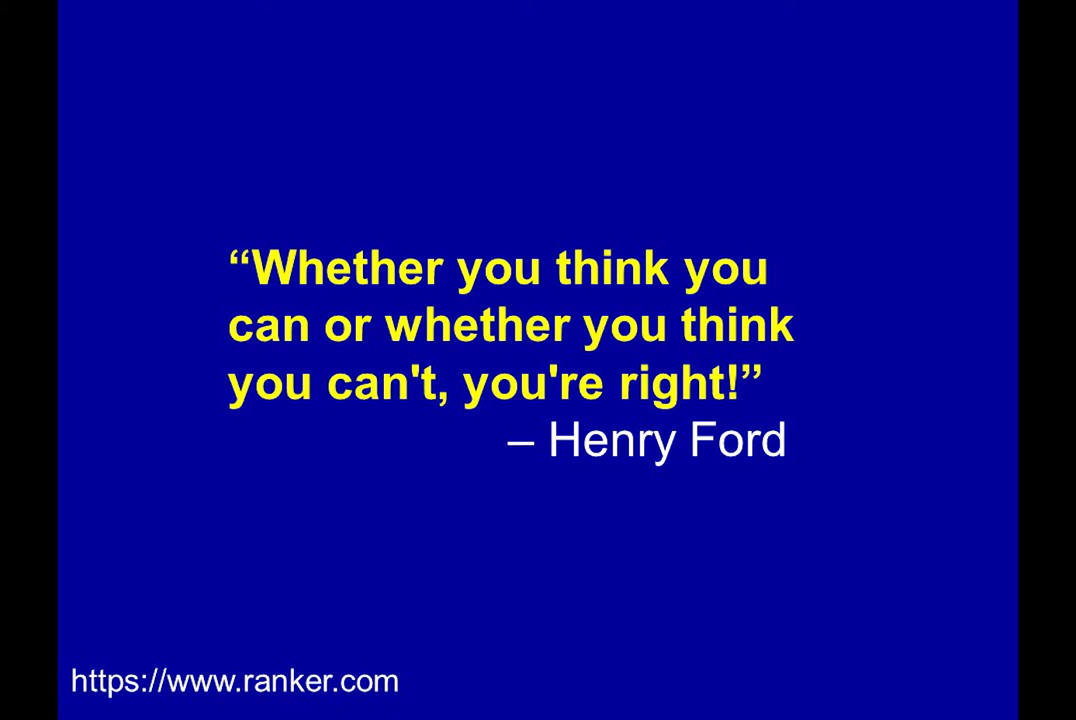 “Whether you think you
can or whether you think
you can't, you're right!”
– Henry Ford
https://www.ranker.com